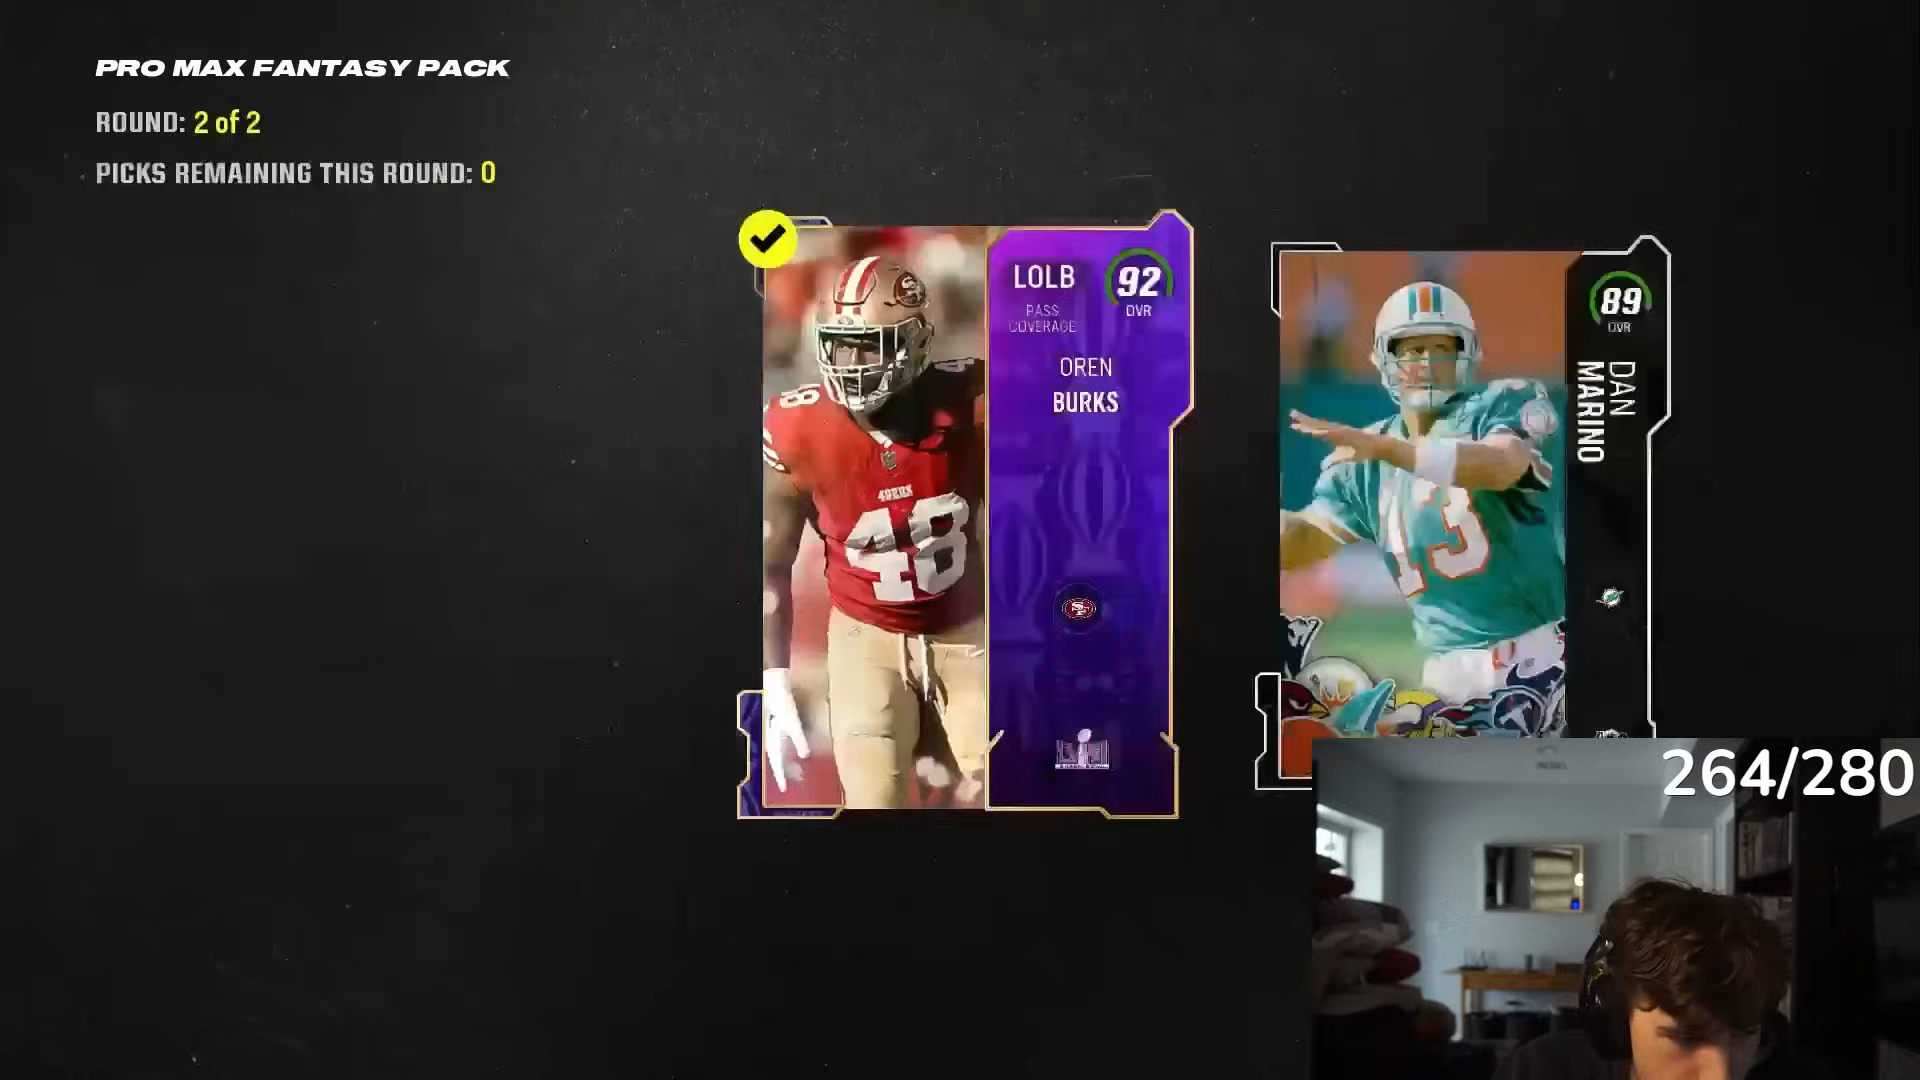 PRO MAX FANTASY PACK
ROUND: 2 of 2
PICKS REMAINING THIS ROUND: 0
LOLB
92
OVR
PASS
COVERAGE
OREN
BURKS
48
49ERS
48
89
OVR
DAN
MARINO
13
264/280